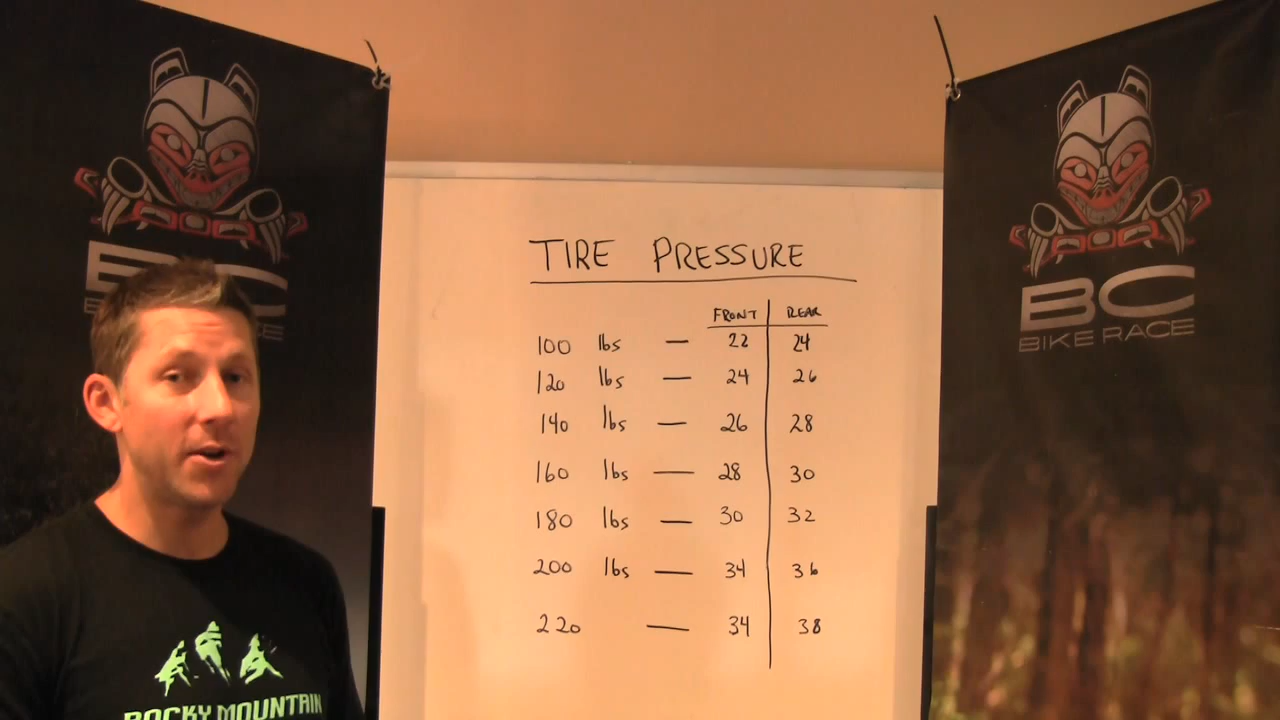 TIRE PRESSURE
FRONT REAR
100 lbs — 22 24
120 lbs — 24 26
140 lbs — 26 28
160 lbs — 28 30
180 lbs — 30 32
200 lbs — 34 36
220 — 34 38
BC
BIKE RACE
BC
BIKE RACE
ROCKY MOUNTAIN